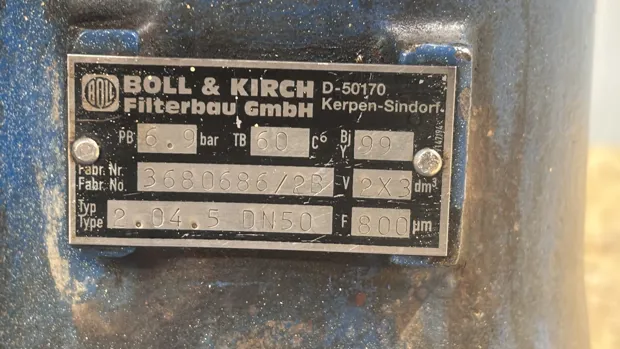 BOLL
BOLL & KIRCH D-50170
Filterbau GmbH Kerpen-Sindorf
PB 6.9 bar TB 60 C° Bj Y 99
Fabr. Nr.
Fabr. No. 3680686/2B V 2X3 dm³
Typ
Type 2.04.5 DN50 F 800 µm